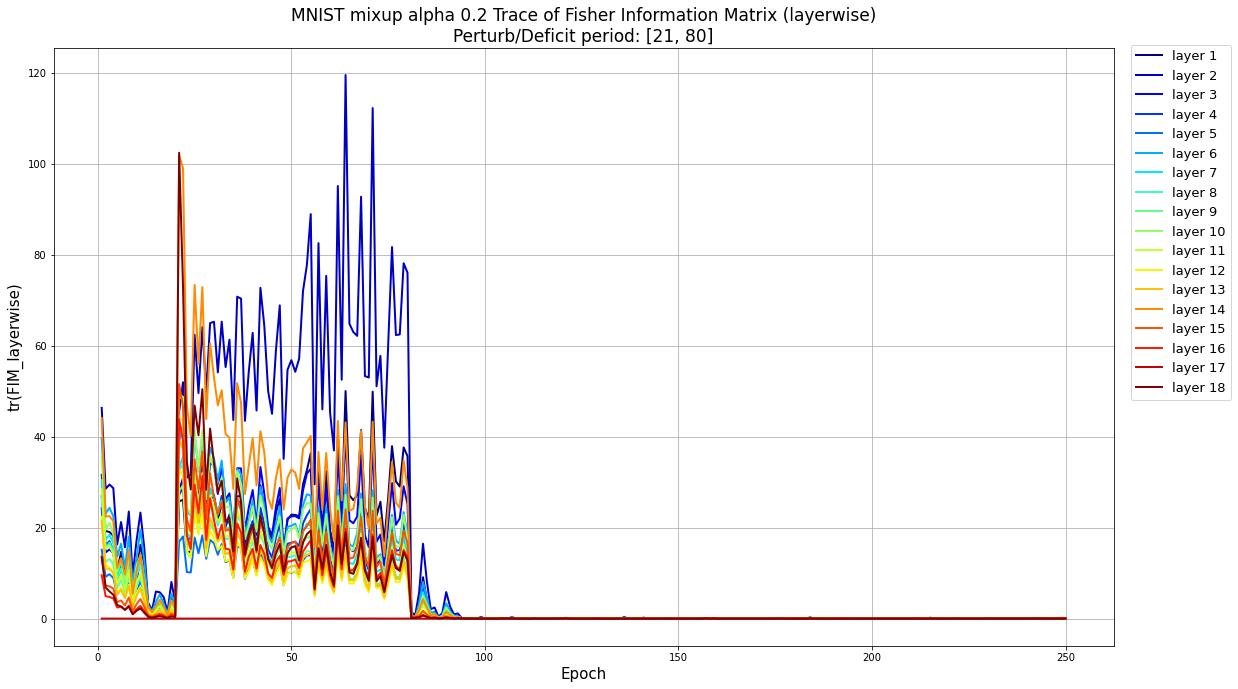 MNIST mixup alpha 0.2 Trace of Fisher Information Matrix (layerwise)
Perturb/Deficit period: [21, 80]
tr(FIM_layerwise)
120
100
80
60
40
20
0
0
50
100
150
200
250
Epoch
layer 1
layer 2
layer 3
layer 4
layer 5
layer 6
layer 7
layer 8
layer 9
layer 10
layer 11
layer 12
layer 13
layer 14
layer 15
layer 16
layer 17
layer 18